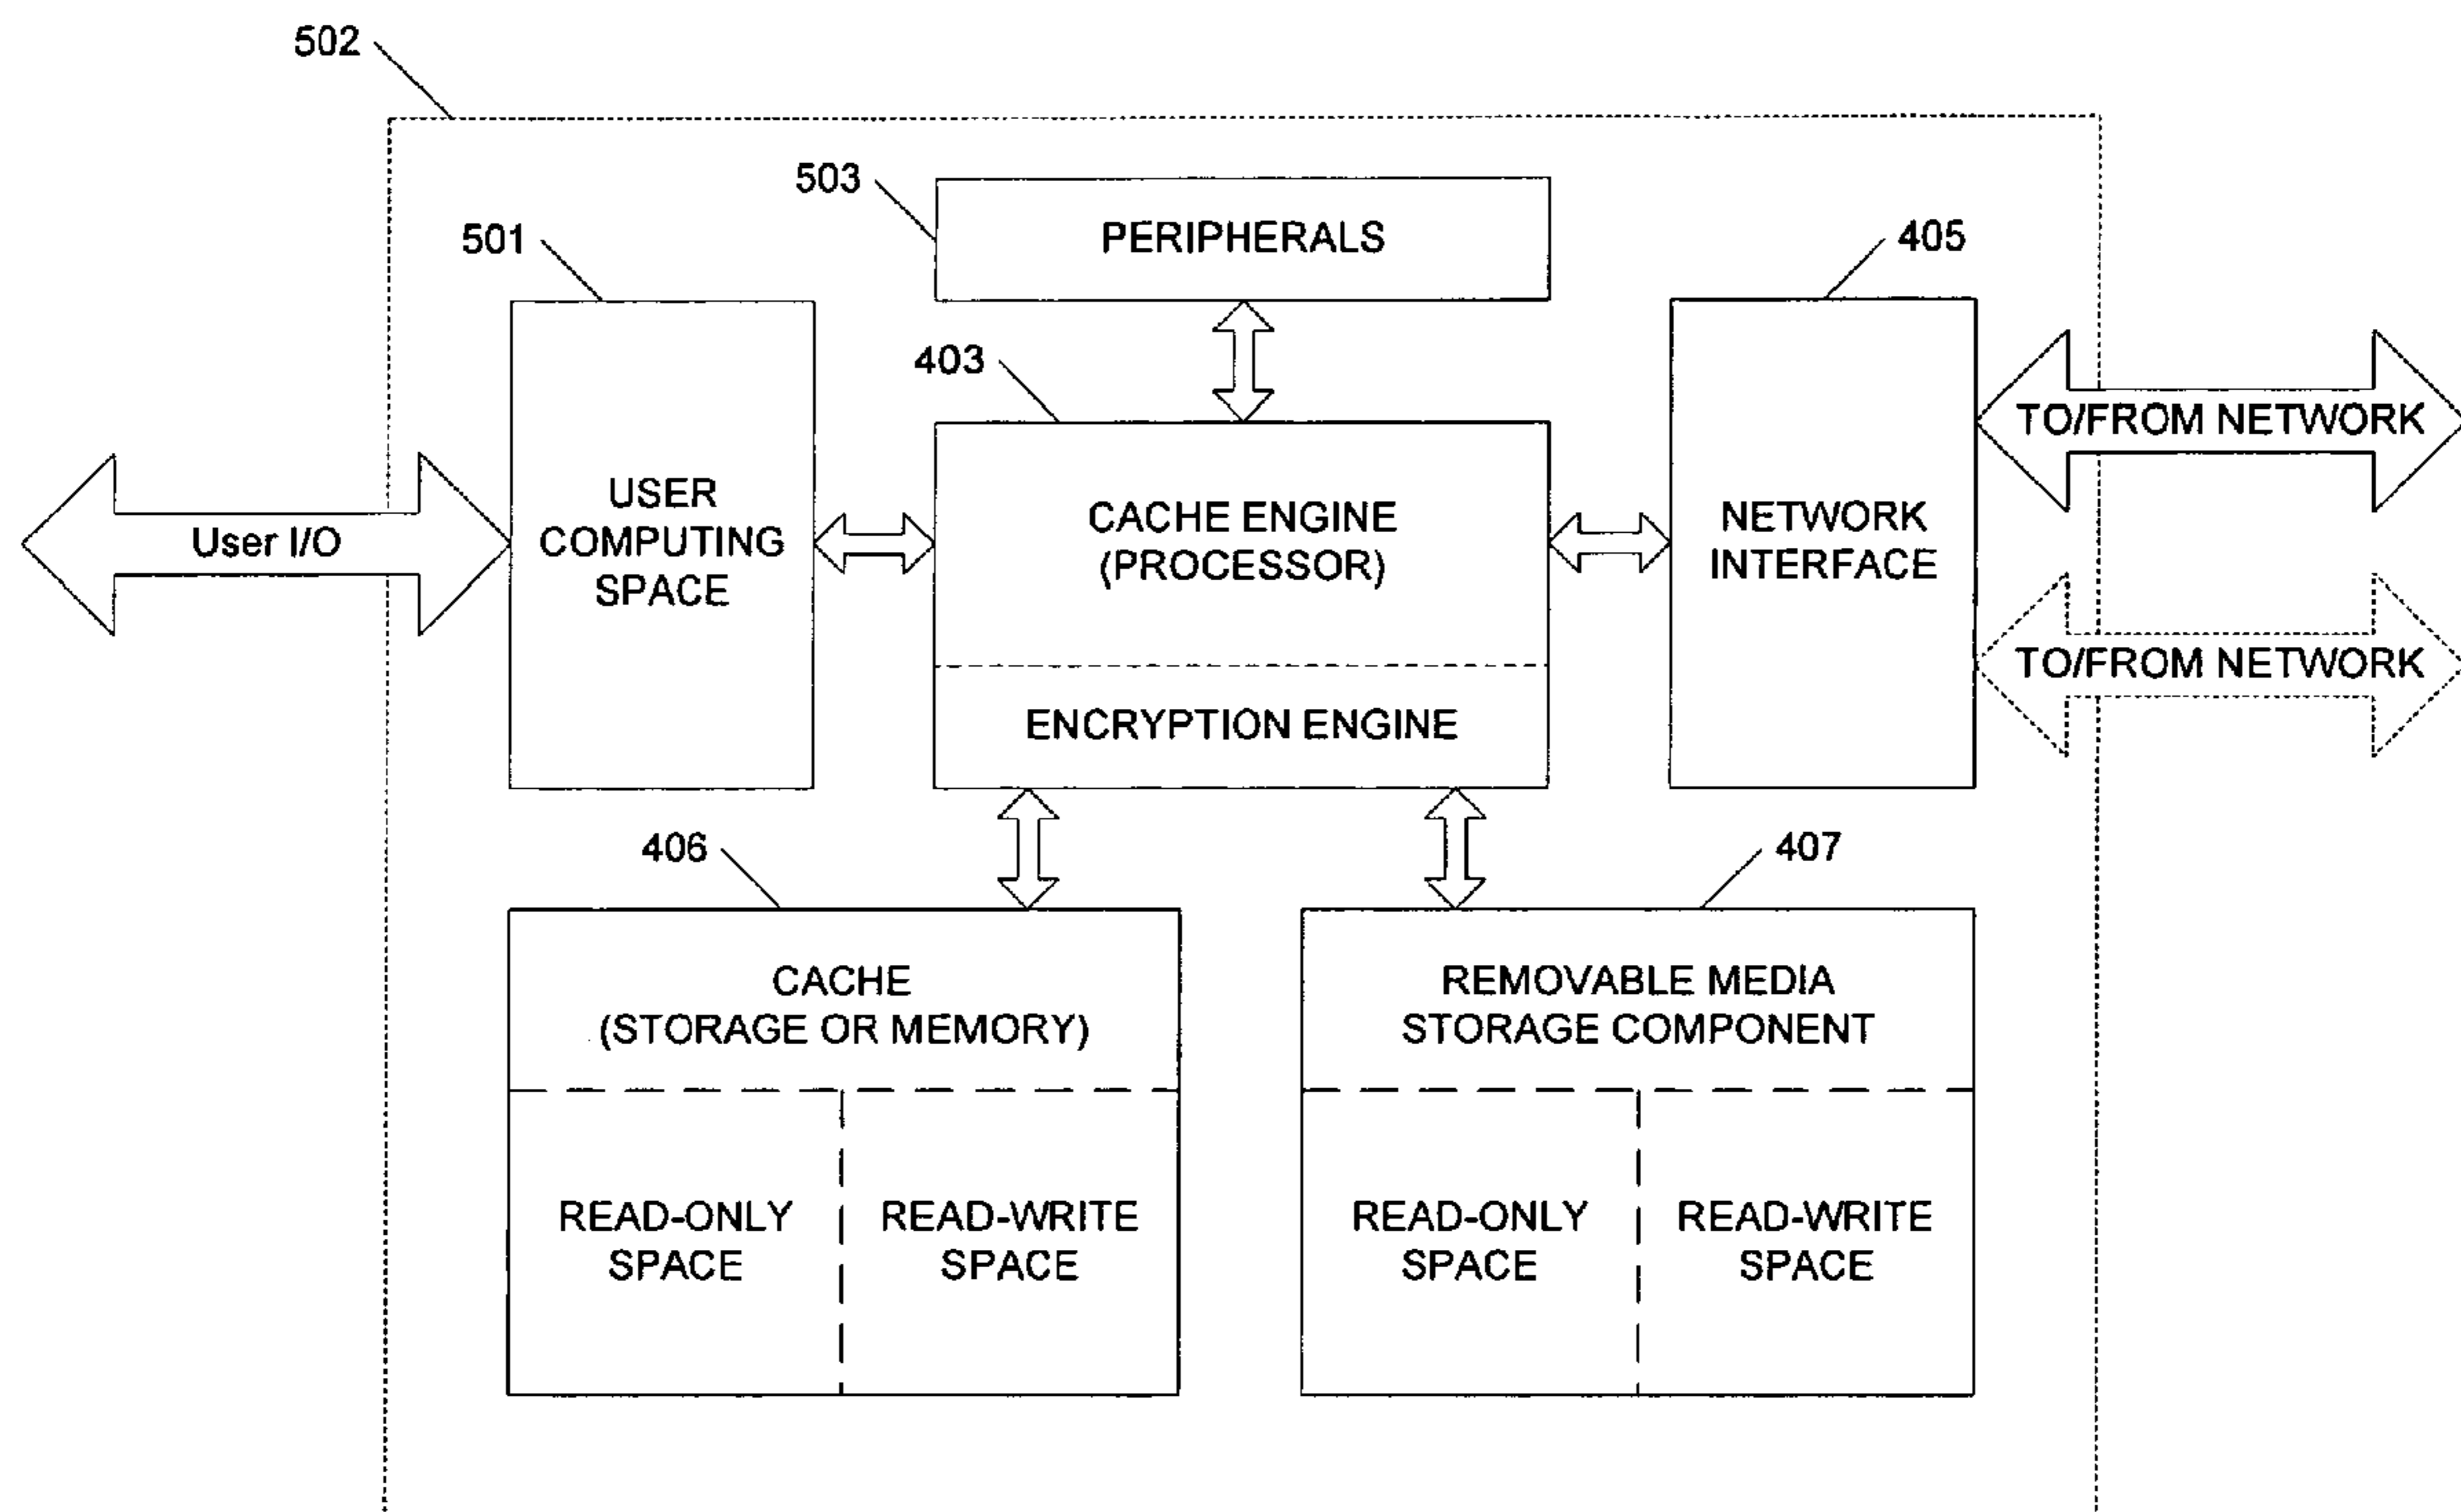 502
503
PERIPHERALS
501
405
403
TO/FROM NETWORK
USER
COMPUTING
SPACE
User I/O
CACHE ENGINE
(PROCESSOR)
NETWORK
INTERFACE
TO/FROM NETWORK
ENCRYPTION ENGINE
406
407
CACHE
(STORAGE OR MEMORY)
REMOVABLE MEDIA
STORAGE COMPONENT
READ-ONLY
SPACE
READ-WRITE
SPACE
READ-ONLY
SPACE
READ-WRITE
SPACE